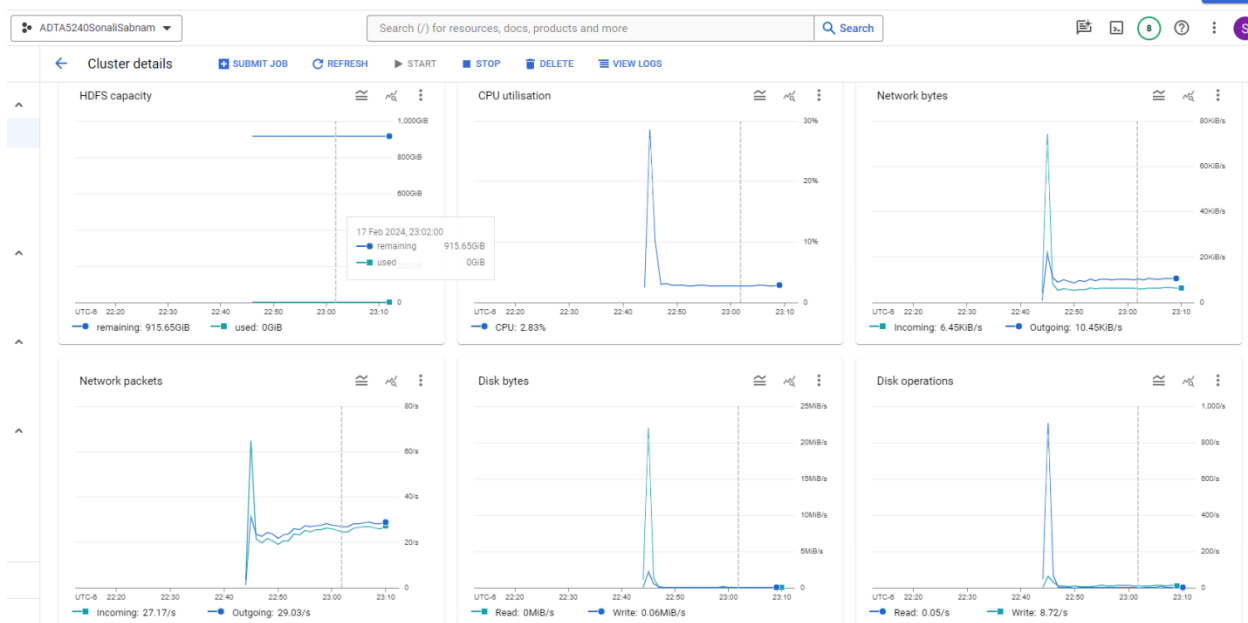 ADTA5240SonaliSabnam
Search (/) for resources, docs, products and more
Search
8
S
Cluster details
SUBMIT JOB
REFRESH
START
STOP
DELETE
VIEW LOGS
HDFS capacity
1,000GiB
800GiB
600GiB
0
17 Feb 2024, 23:02:00
remaining 915.65GiB
used 0GiB
UTC-6 22:20 22:30 22:40 22:50 23:00 23:10
remaining: 915.65GiB used: 0GiB
CPU utilisation
30%
20%
10%
0
UTC-6 22:20 22:30 22:40 22:50 23:00 23:10
CPU: 2.83%
Network bytes
80KiB/s
60KiB/s
40KiB/s
20KiB/s
0
UTC-6 22:20 22:30 22:40 22:50 23:00 23:10
Incoming: 6.45KiB/s Outgoing: 10.45KiB/s
Network packets
80/s
60/s
40/s
20/s
0
UTC-6 22:20 22:30 22:40 22:50 23:00 23:10
Incoming: 27.17/s Outgoing: 29.03/s
Disk bytes
25MiB/s
20MiB/s
15MiB/s
10MiB/s
5MiB/s
0
UTC-6 22:20 22:30 22:40 22:50 23:00 23:10
Read: 0MiB/s Write: 0.06MiB/s
Disk operations
1,000/s
800/s
600/s
400/s
200/s
0
UTC-6 22:20 22:30 22:40 22:50 23:00 23:10
Read: 0.05/s Write: 8.72/s